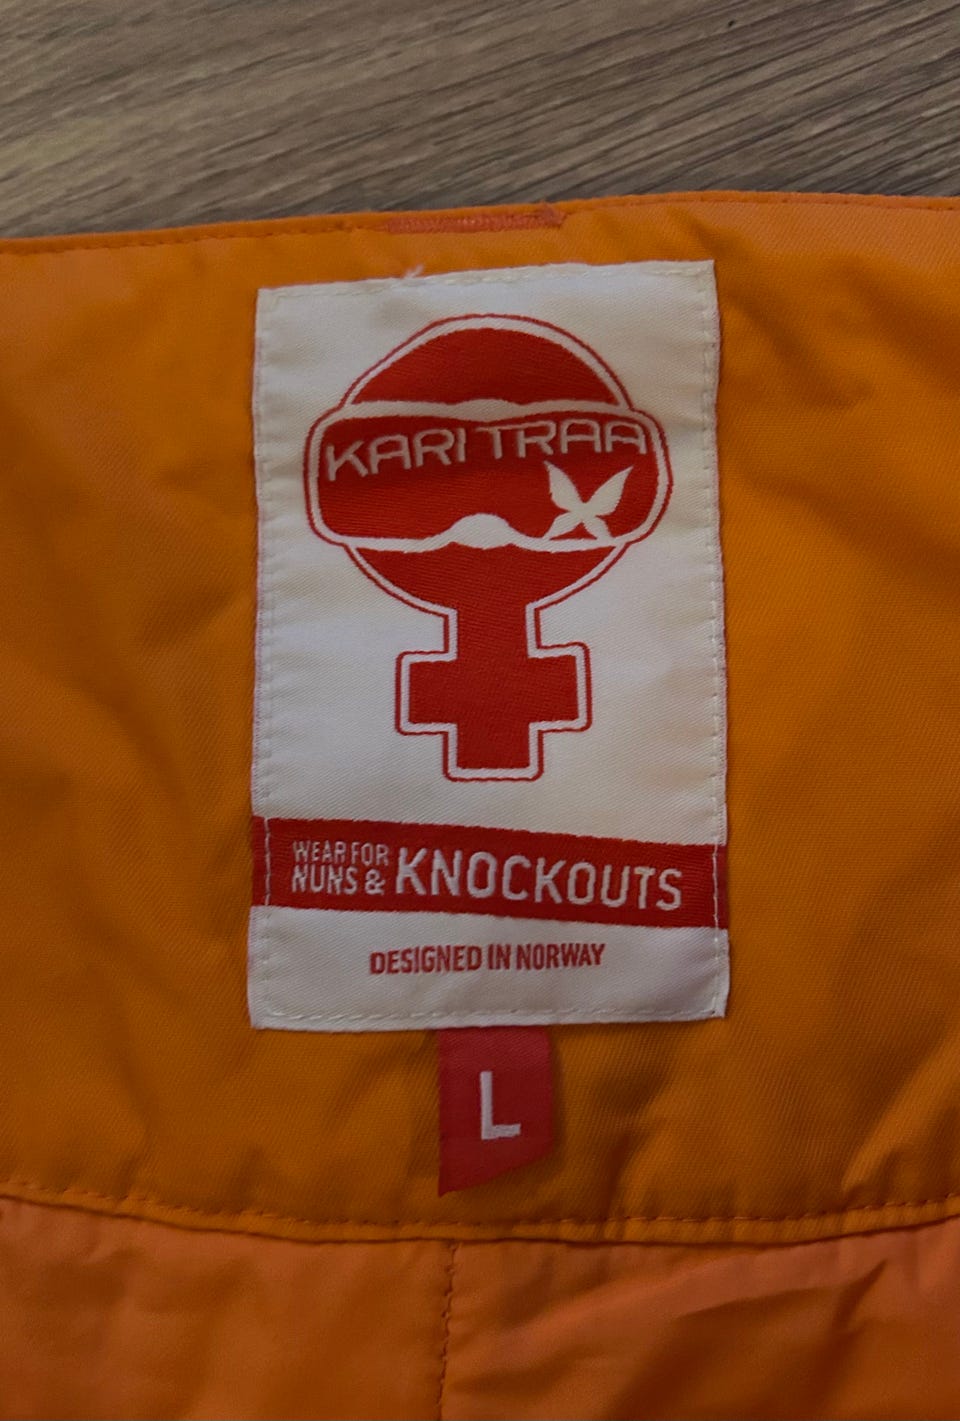 KARI TRAA
WEAR FOR
NUNS & KNOCKOUTS
DESIGNED IN NORWAY
L